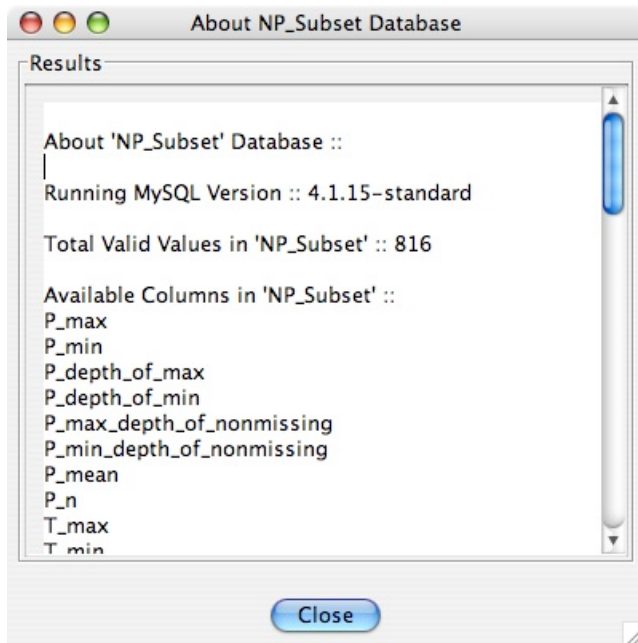 About NP_Subset Database
Results
About 'NP_Subset' Database ::
Running MySQL Version :: 4.1.15-standard
Total Valid Values in 'NP_Subset' :: 816
Available Columns in 'NP_Subset' ::
P_max
P_min
P_depth_of_max
P_depth_of_min
P_max_depth_of_nonmissing
P_min_depth_of_nonmissing
P_mean
P_n
T_max
T_min
Close